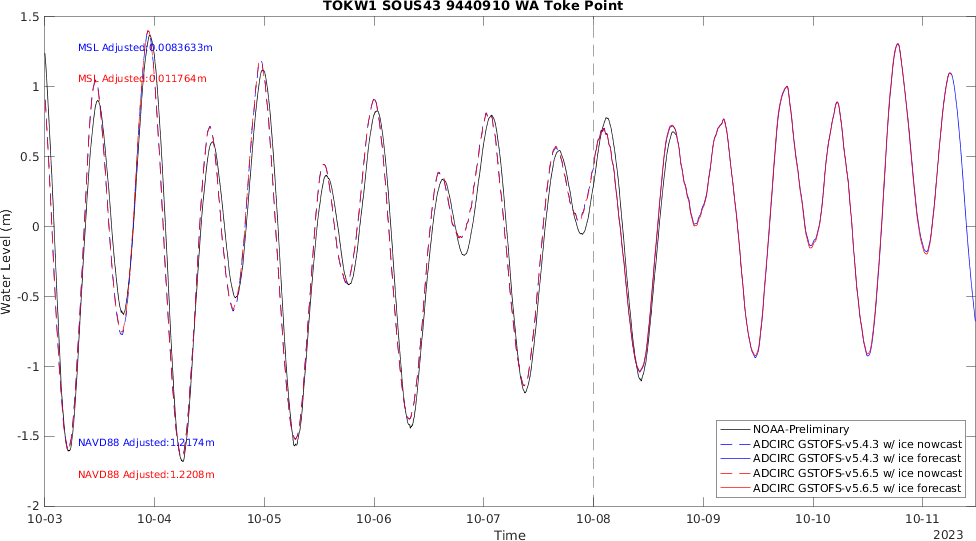 TOKW1 SOUS43 9440910 WA Toke Point
1.5
1
0.5
0
-0.5
-1
-1.5
-2
Water Level (m)
MSL Adjusted:0.0083633m
MSL Adjusted:0.011764m
NAVD88 Adjusted:1.2174m
NAVD88 Adjusted:1.2208m
NOAA-Preliminary
ADCIRC GSTOFS-v5.4.3 w/ ice nowcast
ADCIRC GSTOFS-v5.4.3 w/ ice forecast
ADCIRC GSTOFS-v5.6.5 w/ ice nowcast
ADCIRC GSTOFS-v5.6.5 w/ ice forecast
10-03 10-04 10-05 10-06 10-07 10-08 10-09 10-10 10-11
Time
2023